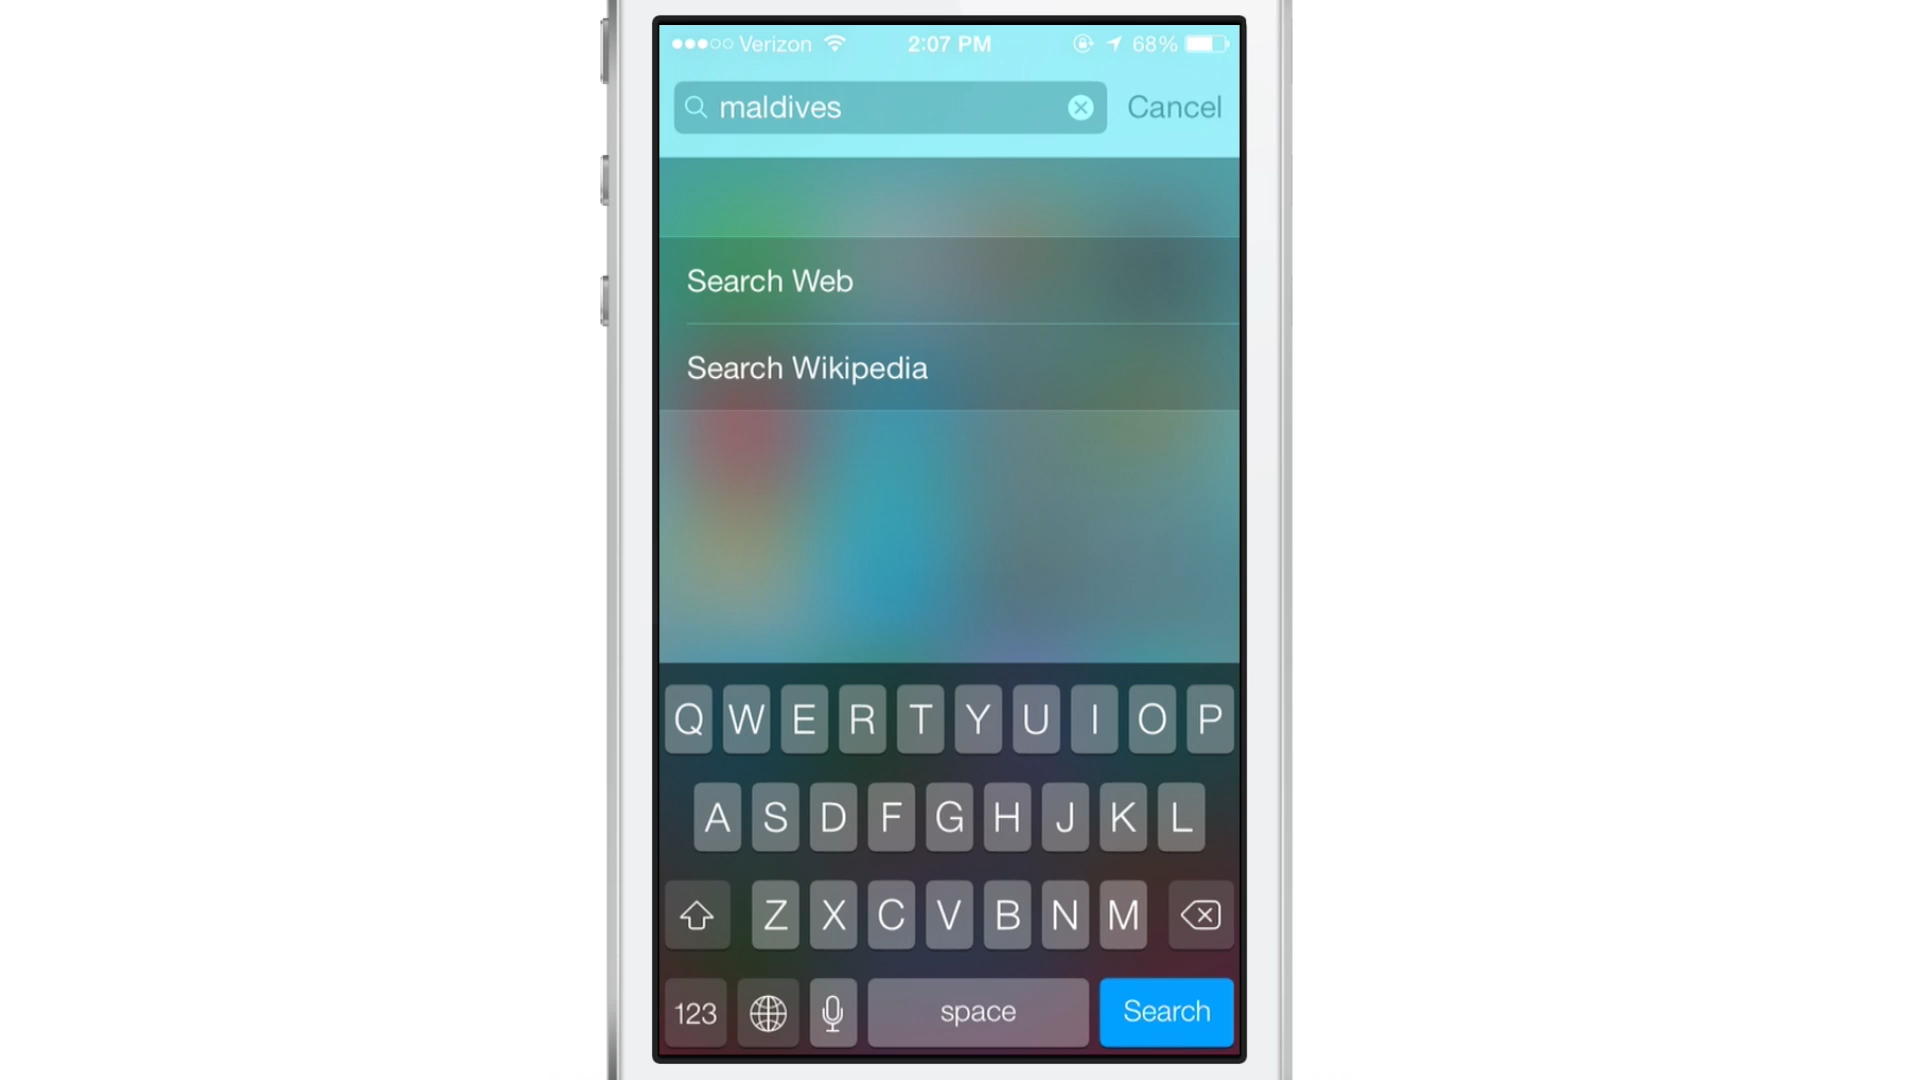 Verizon 2:07 PM 68%
maldives Cancel
Search Web
Search Wikipedia
Q W E R T Y U I O P
A S D F G H J K L
Z X C V B N M
123 space Search